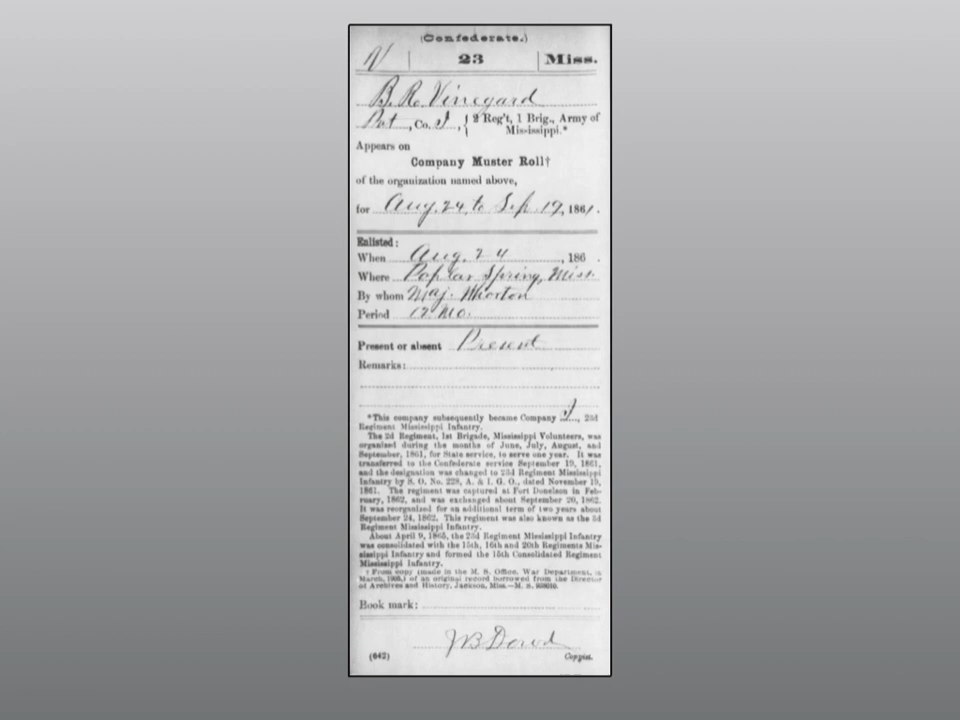 (Confederate.)
V | 23 | Miss.
B. R. Vinegard
Pvt, Co. I, { 2 Reg't, 1 Brig., Army of
Mississippi.*
Appears on
Company Muster Roll†
of the organization named above,
for Aug. 24 to Sep. 19, 1861.
Enlisted:
When Aug. 24, 186 .
Where Poplar Spring, Miss.
By whom Maj. Whorton
Period 12 Mo.
Present or absent Present
Remarks:
*This company subsequently became Company I, 23d
Regiment Mississippi Infantry.
The 2d Regiment, 1st Brigade, Mississippi Volunteers, was
organized during the months of June, July, August, and
September, 1861, for State service, to serve one year. It was
transferred to the Confederate service September 19, 1861,
and the designation was changed to 23d Regiment Mississippi
Infantry by S. O. No. 228, A. & I. G. O., dated November 19,
1861. The regiment was captured at Fort Donelson in Feb-
ruary, 1862, and was exchanged about September 20, 1862.
It was reorganized for an additional term of two years about
September 24, 1862. This regiment was also known as the 3d
Regiment Mississippi Infantry.
About April 9, 1865, the 23d Regiment Mississippi Infantry
was consolidated with the 15th, 16th and 20th Regiments Mis-
sissippi Infantry and formed the 15th Consolidated Regiment
Mississippi Infantry.
† From copy (made in the M. S. Office, War Department, in
March, 1905,) of an original record borrowed from the Director
of Archives and History, Jackson, Miss.—M. S.
Book mark:
J B
(642) Copyist.